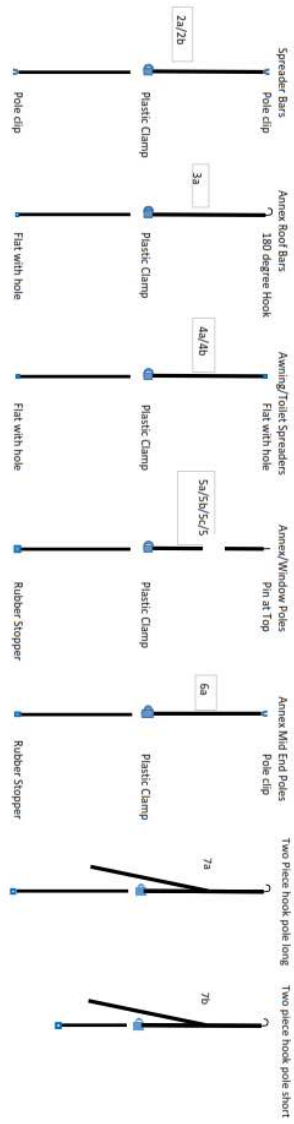 Spreader Bars
2a/2b
Pole clip
Plastic Clamp
Pole clip
Annex Roof Bars
3a
180 degree Hook
Plastic Clamp
Flat with hole
Awning/Toilet Spreaders
4a/4b
Flat with hole
Plastic Clamp
Flat with hole
Annex/Window Poles
5a/5b/5c/5
Pin at Top
Plastic Clamp
Rubber Stopper
Annex Mid End Poles
6a
Pole clip
Plastic Clamp
Rubber Stopper
Two Piece hook pole long
7a
Two piece hook pole short
7b